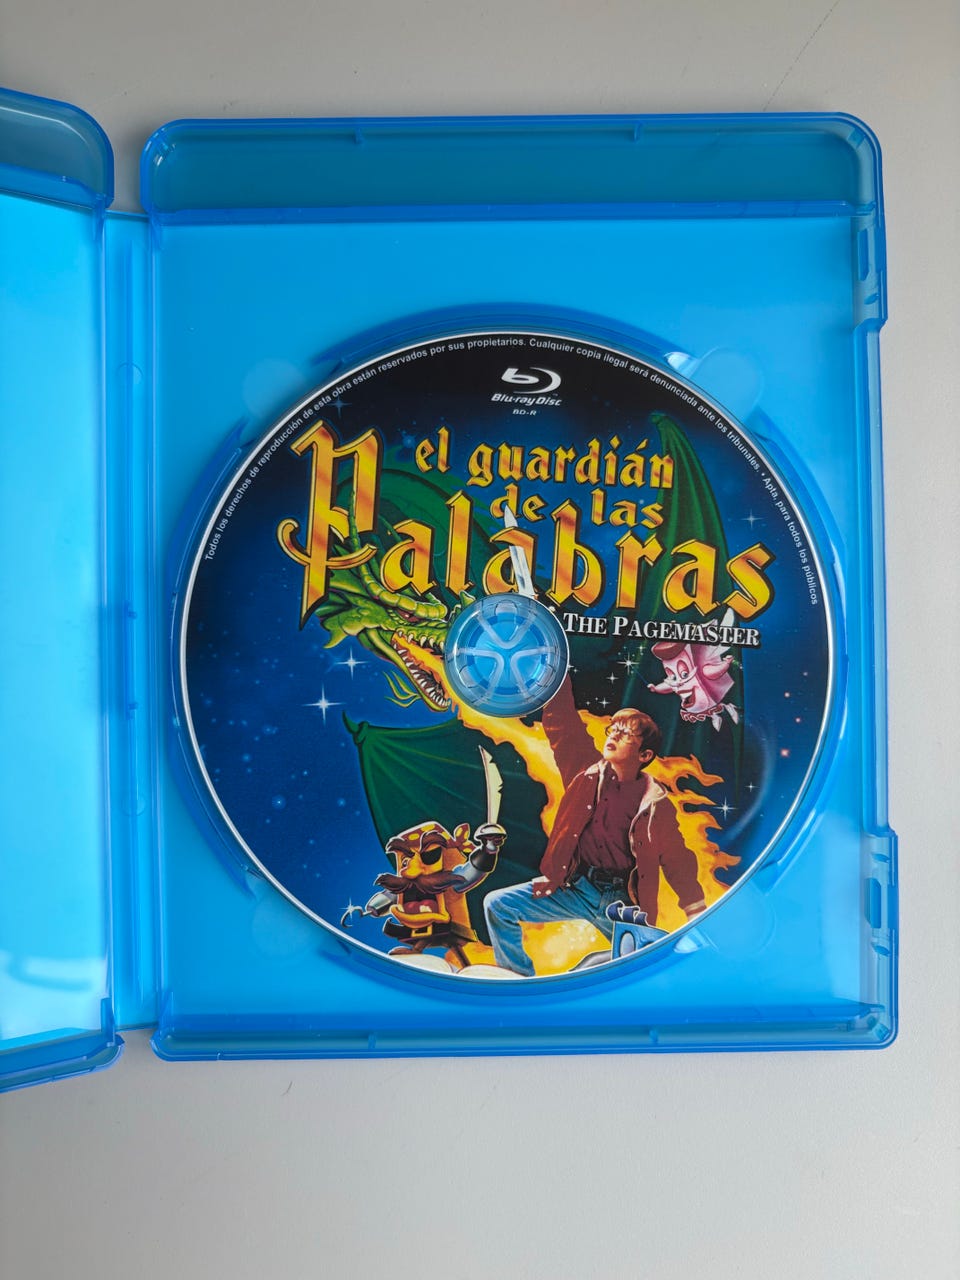 Todos los derechos de reproducción de esta obra están reservados por sus propietarios. Cualquier copia ilegal será denunciada ante los tribunales. • Apta, para todos los públicos
Blu-ray Disc
BD-R
el guardián
de las
Palabras
THE PAGEMASTER